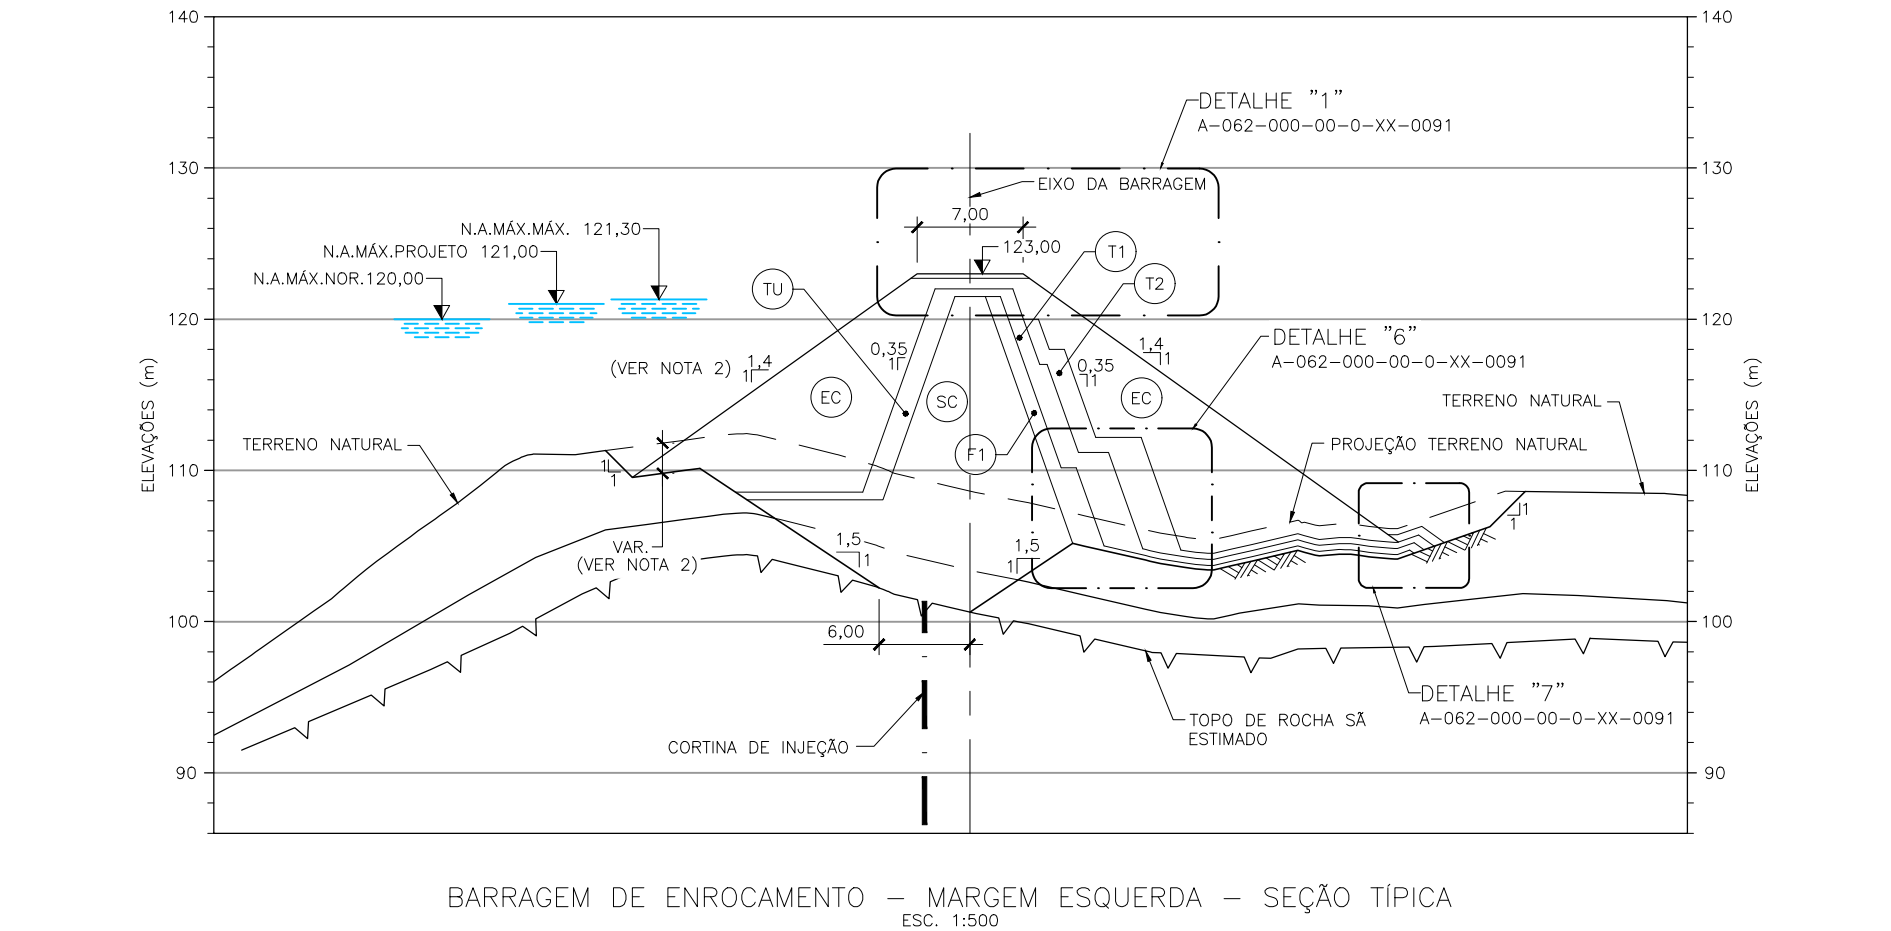 140
140
DETALHE "1"
A-062-000-00-0-XX-0091
130
130
EIXO DA BARRAGEM
7,00
N.A.MÁX.MÁX. 121,30
N.A.MÁX.PROJETO 121,00
N.A.MÁX.NOR.120,00
123,00
T1
T2
TU
120
120
DETALHE "6"
A-062-000-00-0-XX-0091
(VER NOTA 2)
1,4
1
0,35
1
0,35
1
1,4
1
EC
SC
EC
ELEVAÇÕES (m)
ELEVAÇÕES (m)
TERRENO NATURAL
TERRENO NATURAL
PROJEÇÃO TERRENO NATURAL
F1
110
110
1
1
1
1
VAR.
(VER NOTA 2)
1,5
1
1,5
1
100
100
6,00
DETALHE "7"
A-062-000-00-0-XX-0091
TOPO DE ROCHA SÃ
ESTIMADO
CORTINA DE INJEÇÃO
90
90
BARRAGEM DE ENROCAMENTO – MARGEM ESQUERDA – SEÇÃO TÍPICA
ESC. 1:500